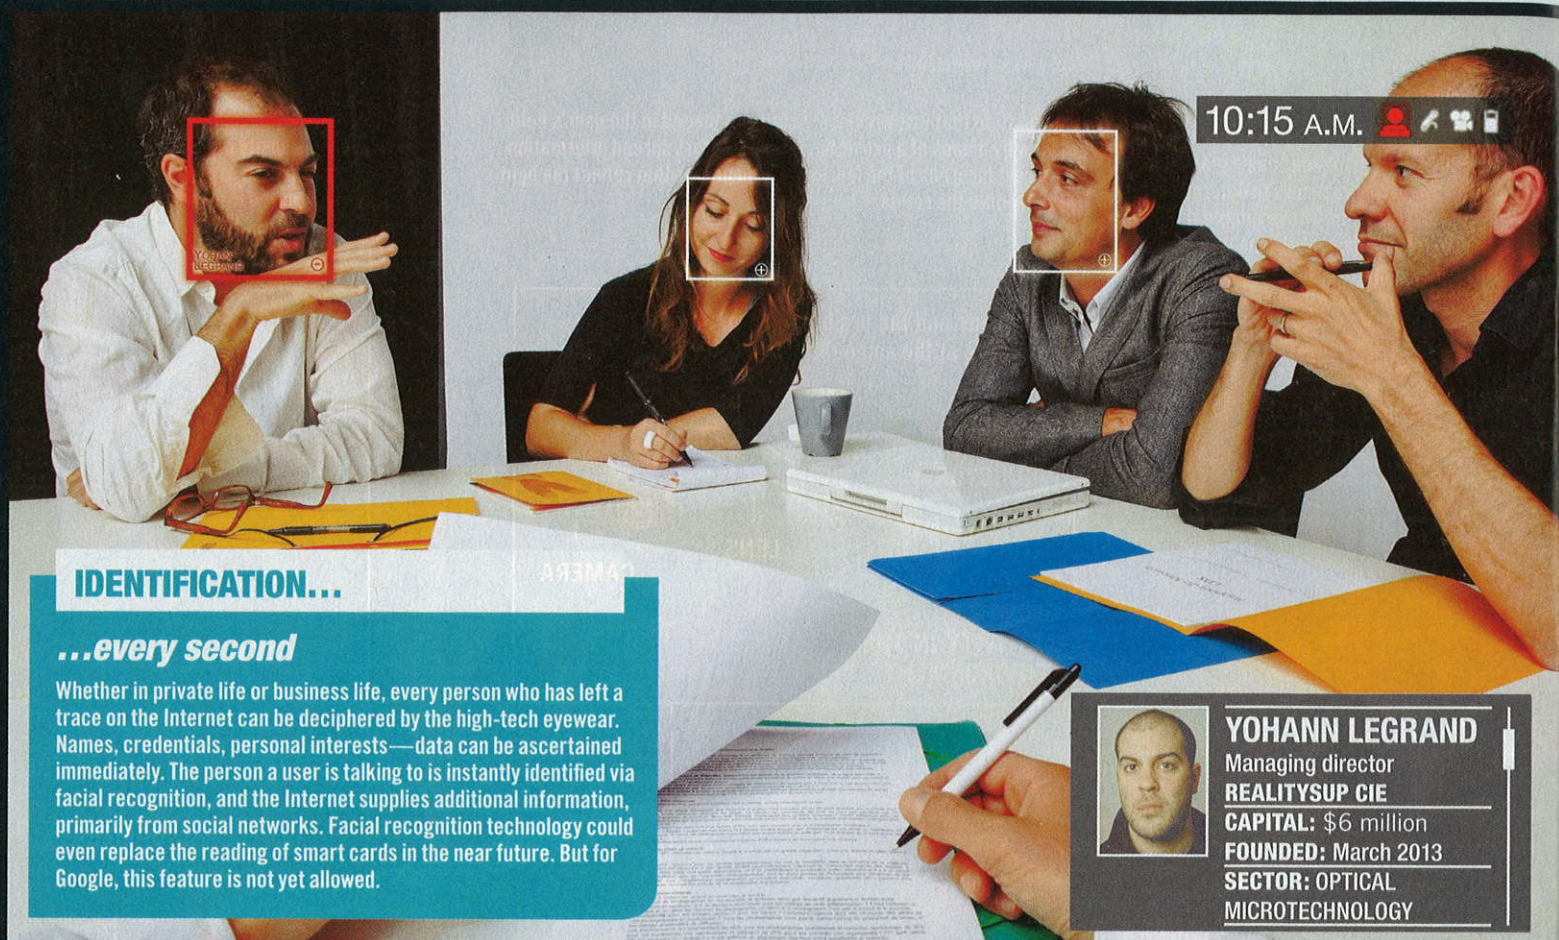 10:15 A.M.
YOHANN
LEGRAND
IDENTIFICATION...
...every second
Whether in private life or business life, every person who has left a
trace on the Internet can be deciphered by the high-tech eyewear.
Names, credentials, personal interests—data can be ascertained
immediately. The person a user is talking to is instantly identified via
facial recognition, and the Internet supplies additional information,
primarily from social networks. Facial recognition technology could
even replace the reading of smart cards in the near future. But for
Google, this feature is not yet allowed.
YOHANN LEGRAND
Managing director
REALITYSUP CIE
CAPITAL: $6 million
FOUNDED: March 2013
SECTOR: OPTICAL
MICROTECHNOLOGY